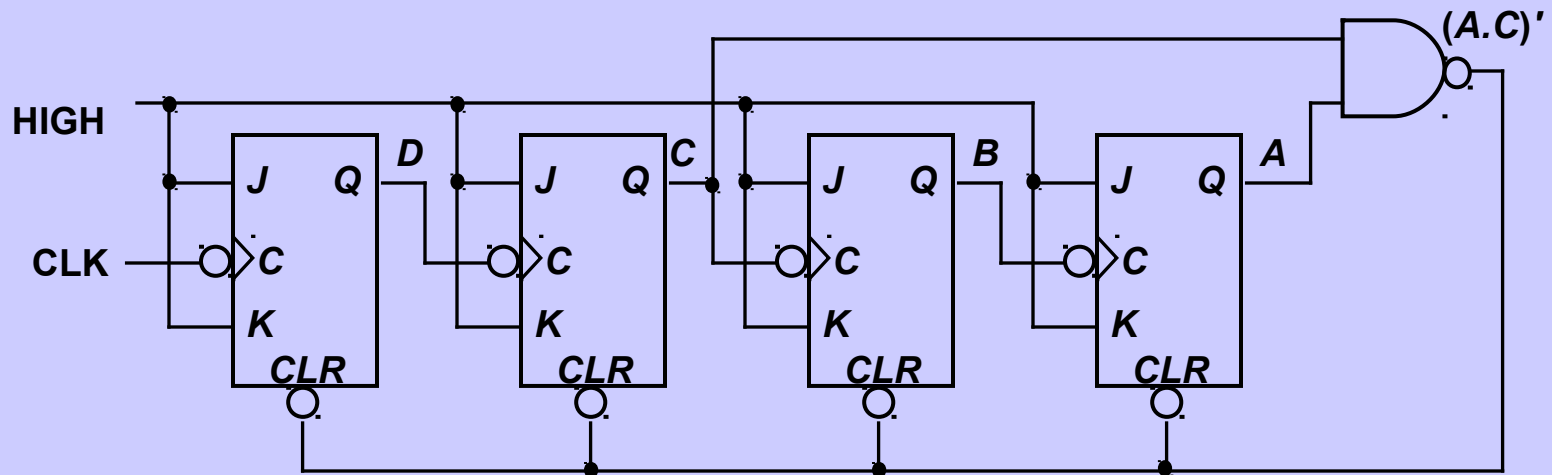 (A.C)'
HIGH
D C B A
J Q J Q J Q J Q
CLK C C C C
K K K K
CLR CLR CLR CLR